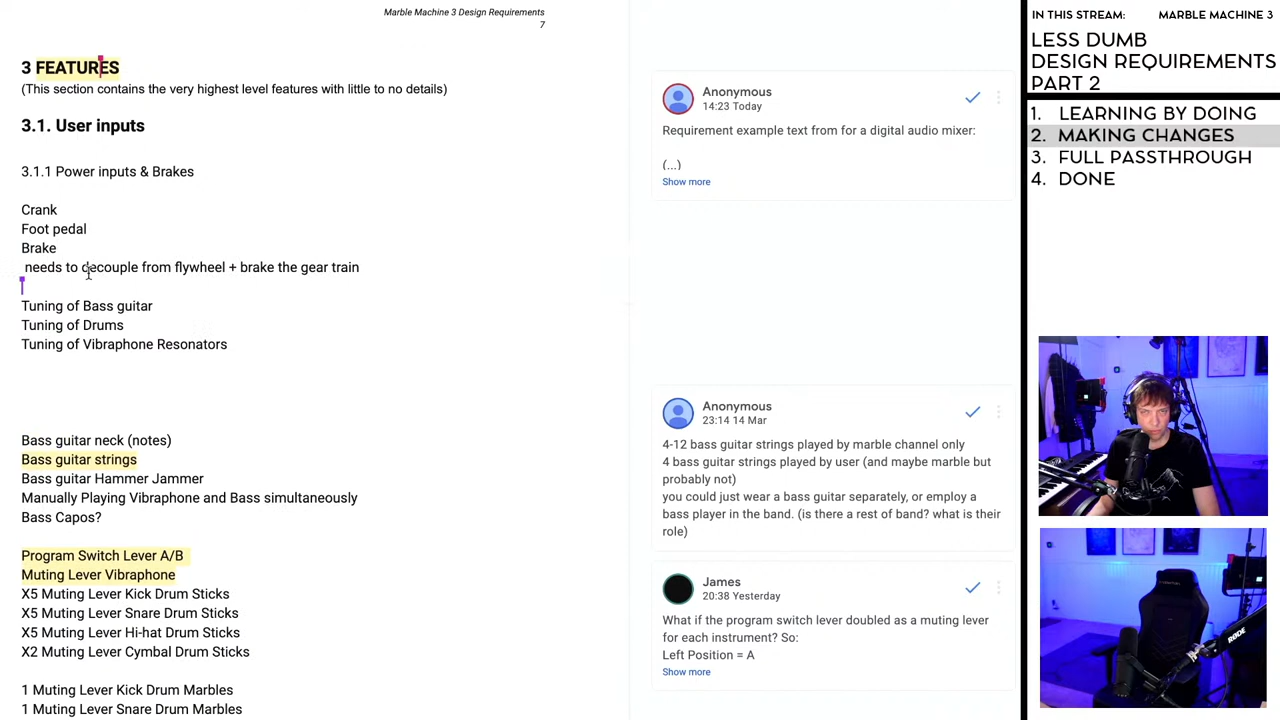 Marble Machine 3 Design Requirements
7
3 FEATURES
(This section contains the very highest level features with little to no details)
3.1. User inputs
3.1.1 Power inputs & Brakes
Crank
Foot pedal
Brake
needs to decouple from flywheel + brake the gear train
Tuning of Bass guitar
Tuning of Drums
Tuning of Vibraphone Resonators
Bass guitar neck (notes)
Bass guitar strings
Bass guitar Hammer Jammer
Manually Playing Vibraphone and Bass simultaneously
Bass Capos?
Program Switch Lever A/B
Muting Lever Vibraphone
X5 Muting Lever Kick Drum Sticks
X5 Muting Lever Snare Drum Sticks
X5 Muting Lever Hi-hat Drum Sticks
X2 Muting Lever Cymbal Drum Sticks
1 Muting Lever Kick Drum Marbles
1 Muting Lever Snare Drum Marbles
Anonymous
14:23 Today
Requirement example text from for a digital audio mixer:
(...)
Show more
Anonymous
23:14 14 Mar
4-12 bass guitar strings played by marble channel only
4 bass guitar strings played by user (and maybe marble but
probably not)
you could just wear a bass guitar separately, or employ a
bass player in the band. (is there a rest of band? what is their
role)
James
20:38 Yesterday
What if the program switch lever doubled as a muting lever
for each instrument? So:
Left Position = A
Show more
IN THIS STREAM: MARBLE MACHINE 3
LESS DUMB
DESIGN REQUIREMENTS
PART 2
1. LEARNING BY DOING
2. MAKING CHANGES
3. FULL PASSTHROUGH
4. DONE
RODE